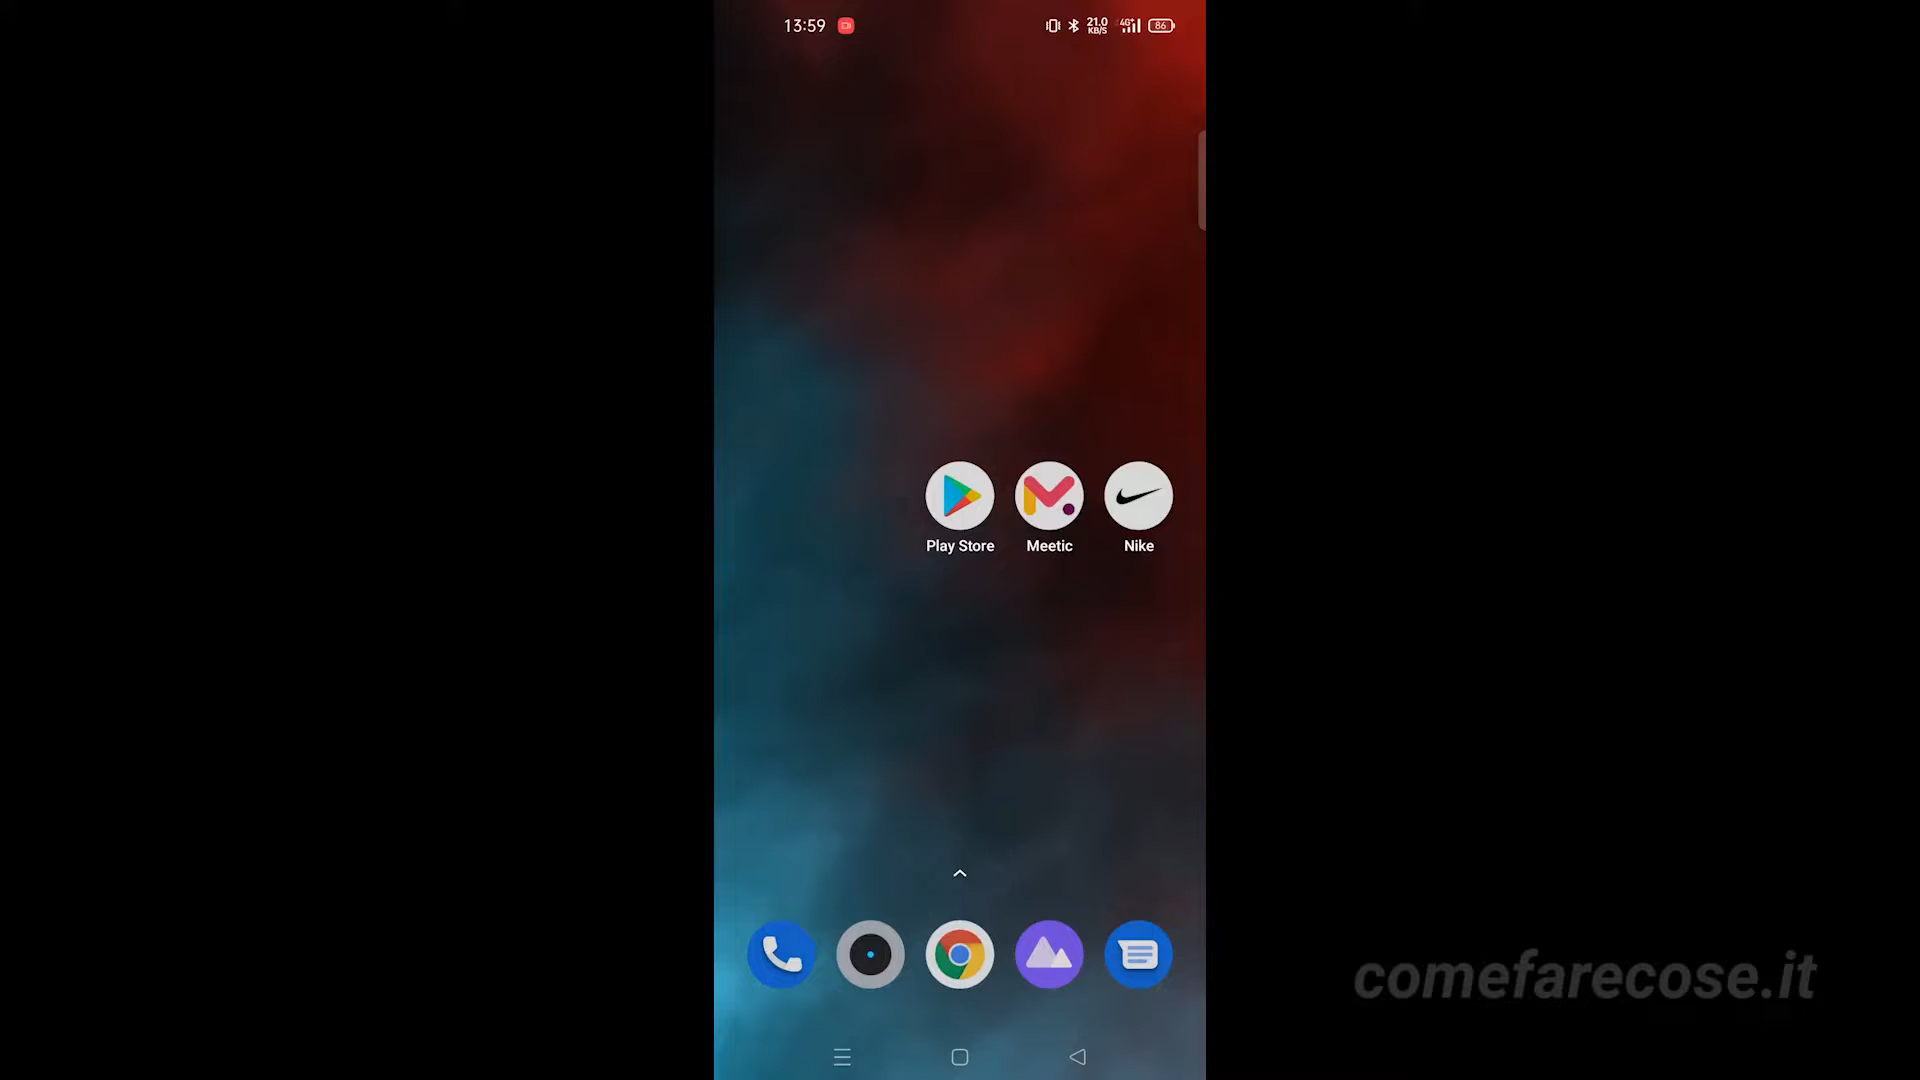 13:59
21.0
KB/S
4G+
86
Play Store
Meetic
Nike
comefarecose.it